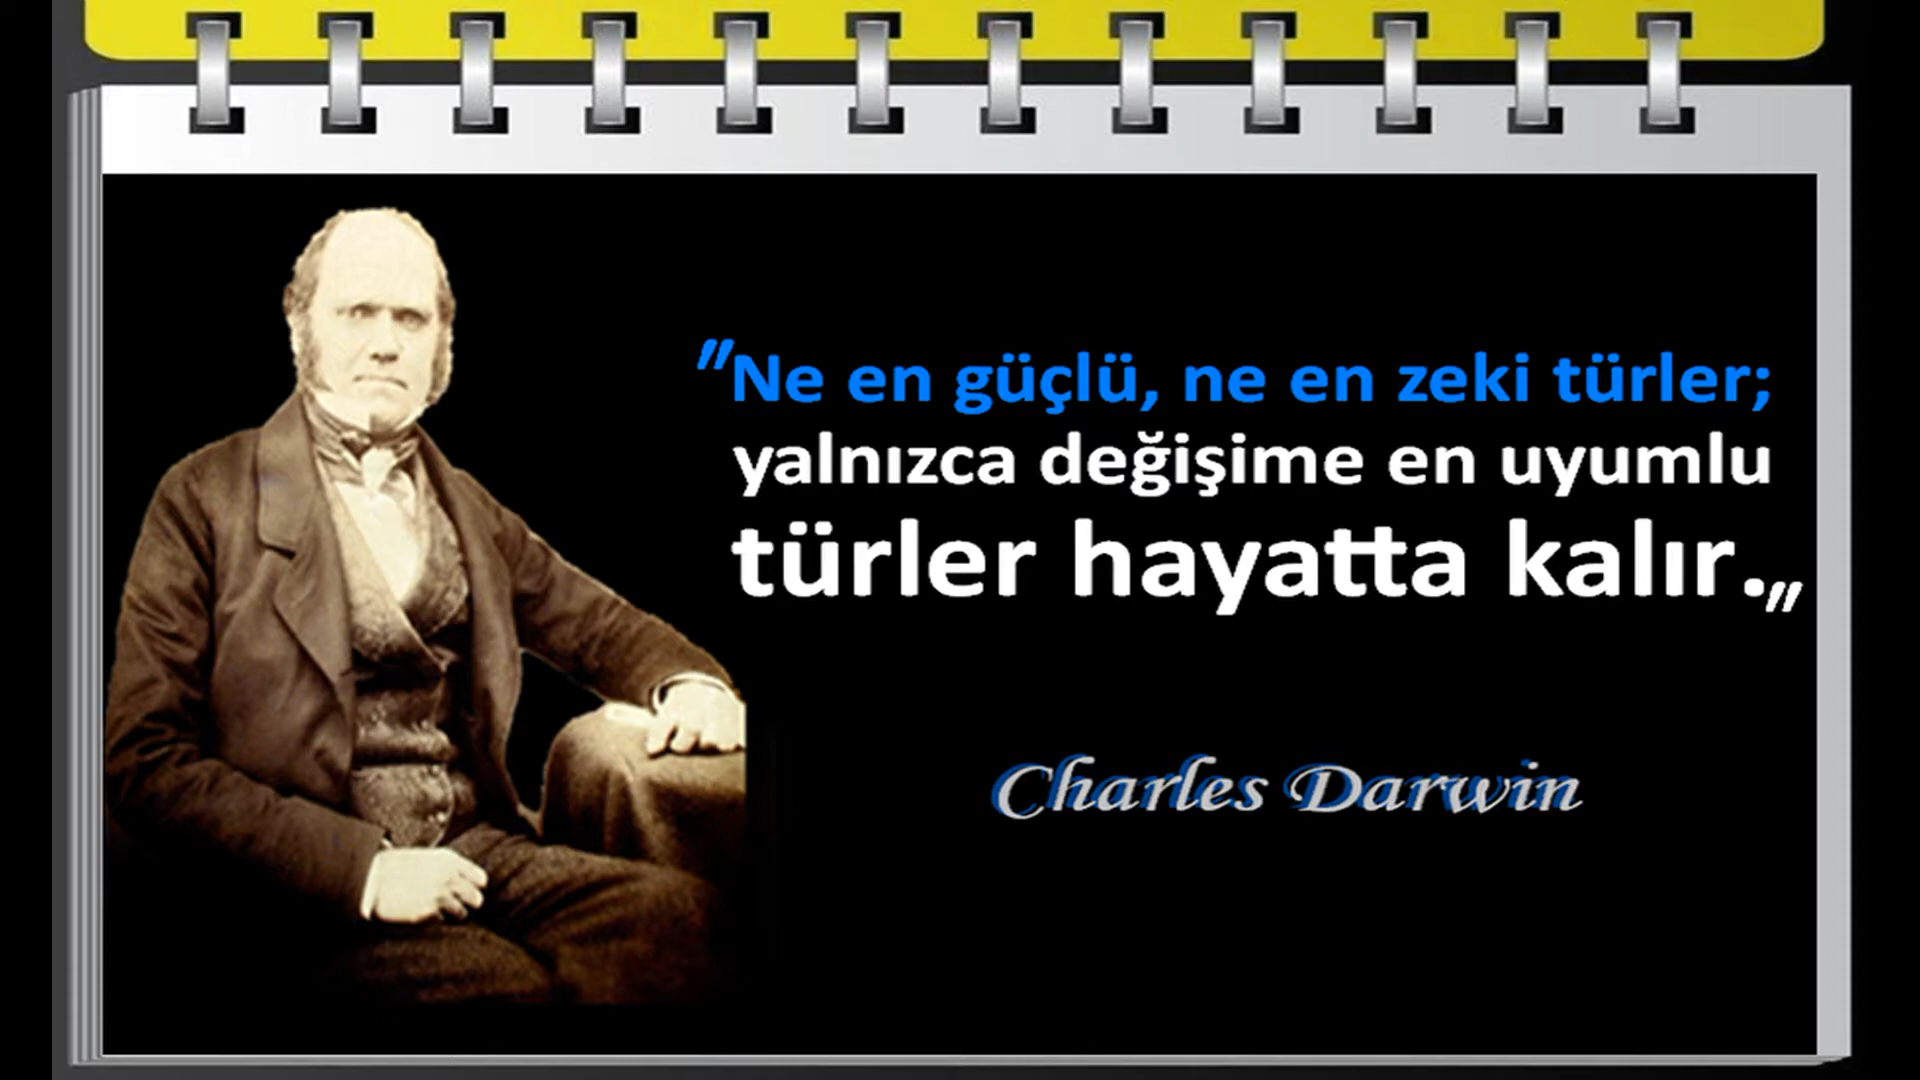 "Ne en güçlü, ne en zeki türler;
yalnızca değişime en uyumlu
türler hayatta kalır.„
Charles Darwin